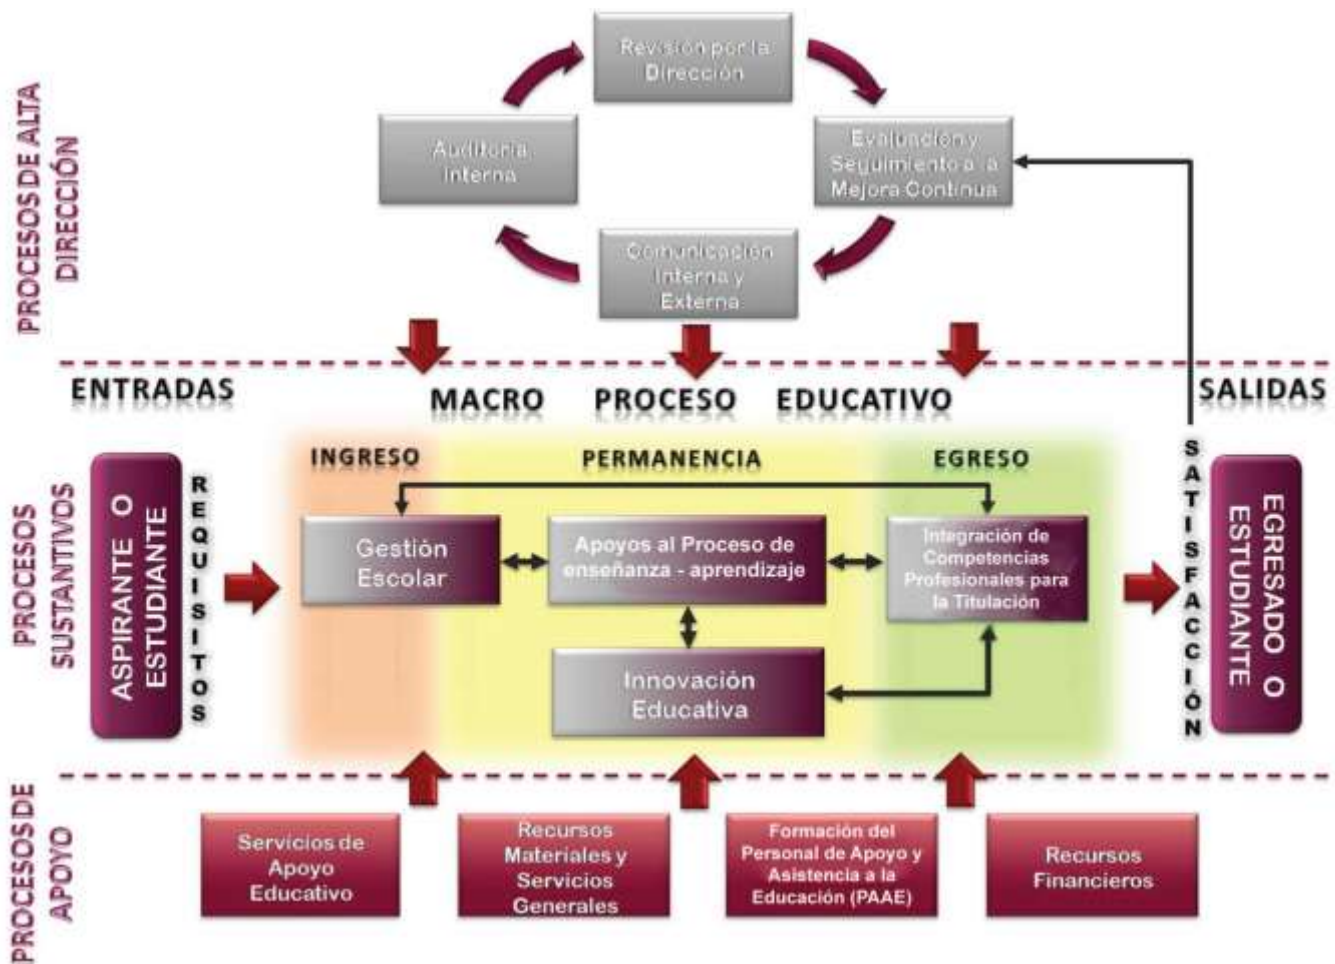 PROCESOS DE ALTA
DIRECCIÓN
Revisión por la
Dirección
Auditoría
Interna
Evaluación y
Seguimiento a la
Mejora Continua
Comunicación
Interna y
Externa
ENTRADAS
MACRO PROCESO EDUCATIVO
SALIDAS
PROCESOS
SUSTANTIVOS
ASPIRANTE O
ESTUDIANTE
REQUISITOS
INGRESO
PERMANENCIA
EGRESO
Gestión
Escolar
Apoyos al Proceso de
enseñanza - aprendizaje
Integración de
Competencias
Profesionales para
la Titulación
Innovación
Educativa
SATISFACCIÓN
EGRESADO O
ESTUDIANTE
PROCESOS DE
APOYO
Servicios de
Apoyo
Educativo
Recursos
Materiales y
Servicios
Generales
Formación del
Personal de Apoyo y
Asistencia a la
Educación (PAAE)
Recursos
Financieros